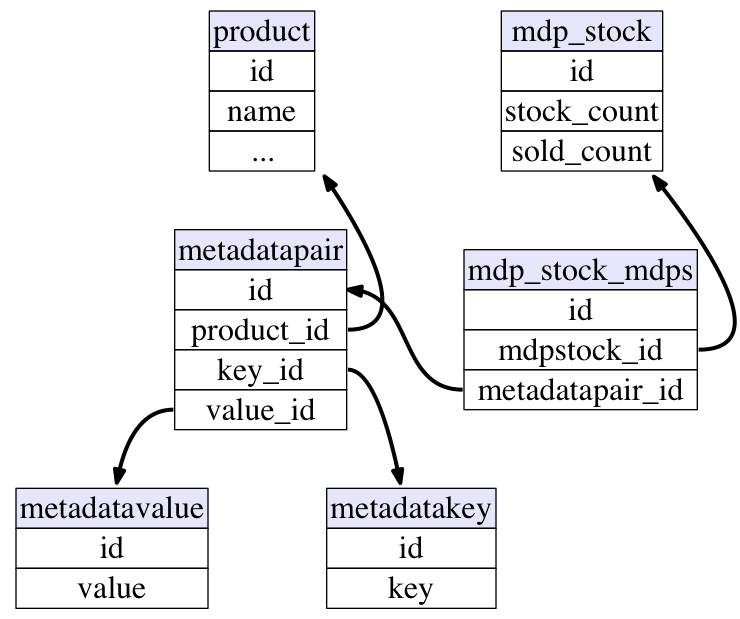 product
id
name
...
mdp_stock
id
stock_count
sold_count
metadatapair
id
product_id
key_id
value_id
mdp_stock_mdps
id
mdpstock_id
metadatapair_id
metadatavalue
id
value
metadatakey
id
key